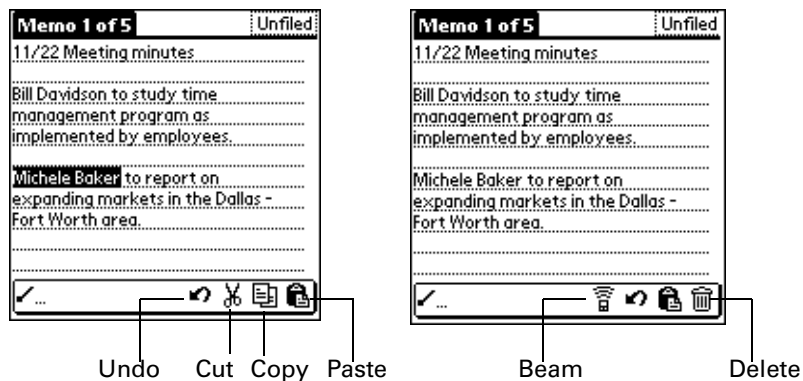 Memo 1 of 5 Unfiled
11/22 Meeting minutes
Bill Davidson to study time
management program as
implemented by employees.
Michele Baker to report on
expanding markets in the Dallas -
Fort Worth area.
...
Undo Cut Copy Paste
Memo 1 of 5 Unfiled
11/22 Meeting minutes
Bill Davidson to study time
management program as
implemented by employees.
Michele Baker to report on
expanding markets in the Dallas -
Fort Worth area.
...
Beam Delete